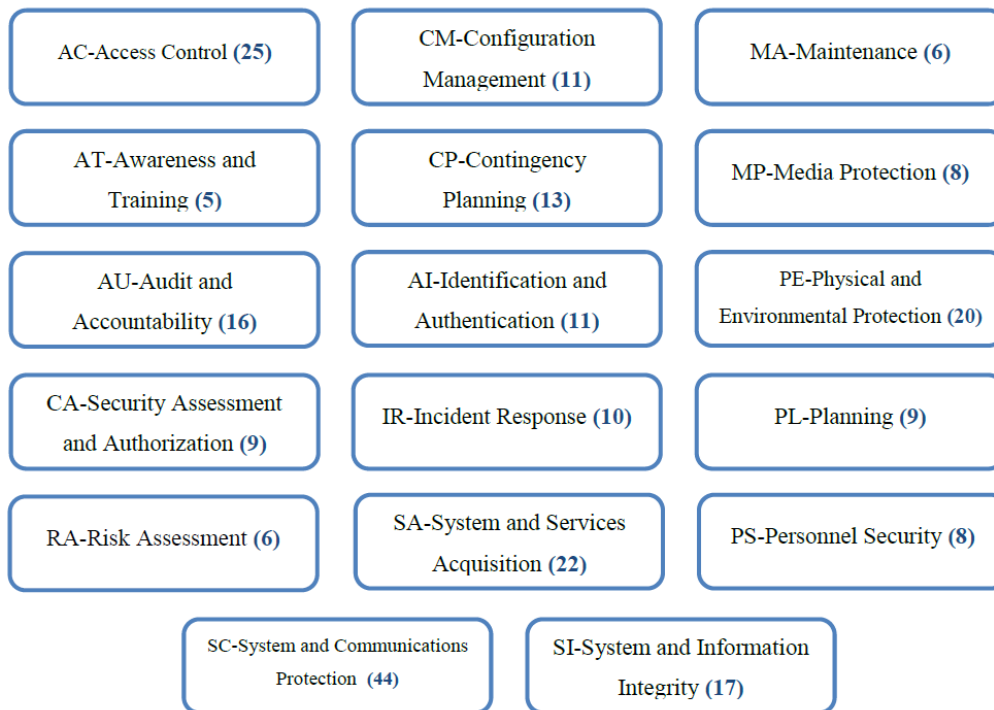 AC-Access Control (25)
CM-Configuration
Management (11)
MA-Maintenance (6)
AT-Awareness and
Training (5)
CP-Contingency
Planning (13)
MP-Media Protection (8)
AU-Audit and
Accountability (16)
AI-Identification and
Authentication (11)
PE-Physical and
Environmental Protection (20)
CA-Security Assessment
and Authorization (9)
IR-Incident Response (10)
PL-Planning (9)
RA-Risk Assessment (6)
SA-System and Services
Acquisition (22)
PS-Personnel Security (8)
SC-System and Communications
Protection (44)
SI-System and Information
Integrity (17)